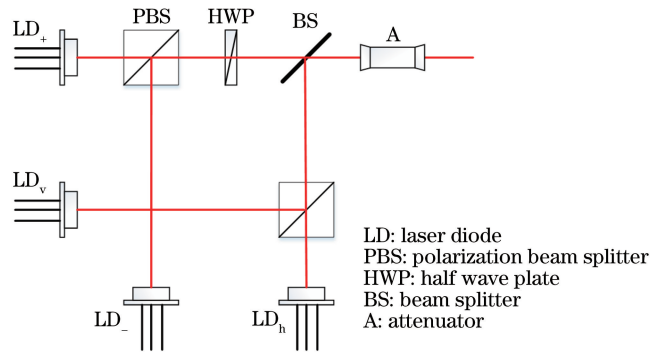 LD+
PBS
HWP
BS
A
LDv
LD-
LDh
LD: laser diode
PBS: polarization beam splitter
HWP: half wave plate
BS: beam splitter
A: attenuator